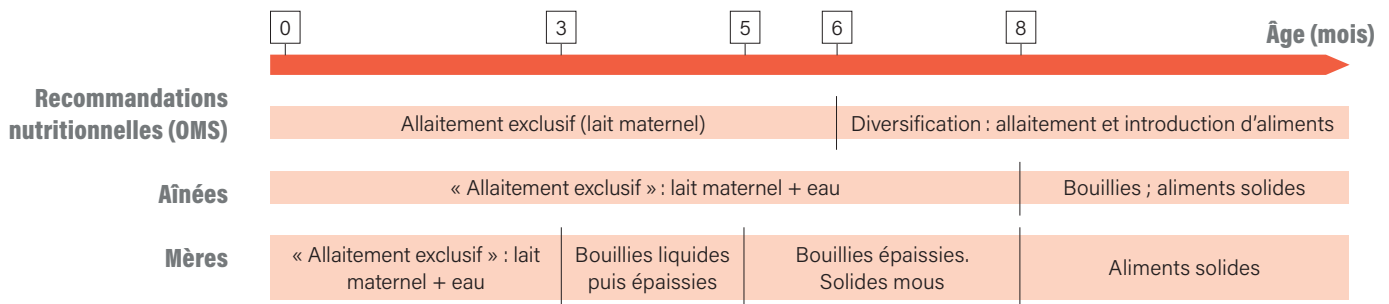 0 3 5 6 8 Âge (mois)
Recommandations
nutritionnelles (OMS)
Allaitement exclusif (lait maternel)
Diversification : allaitement et introduction d'aliments
Aînées
« Allaitement exclusif » : lait maternel + eau
Bouillies ; aliments solides
Mères
« Allaitement exclusif » : lait
maternel + eau
Bouillies liquides
puis épaissies
Bouillies épaissies.
Solides mous
Aliments solides